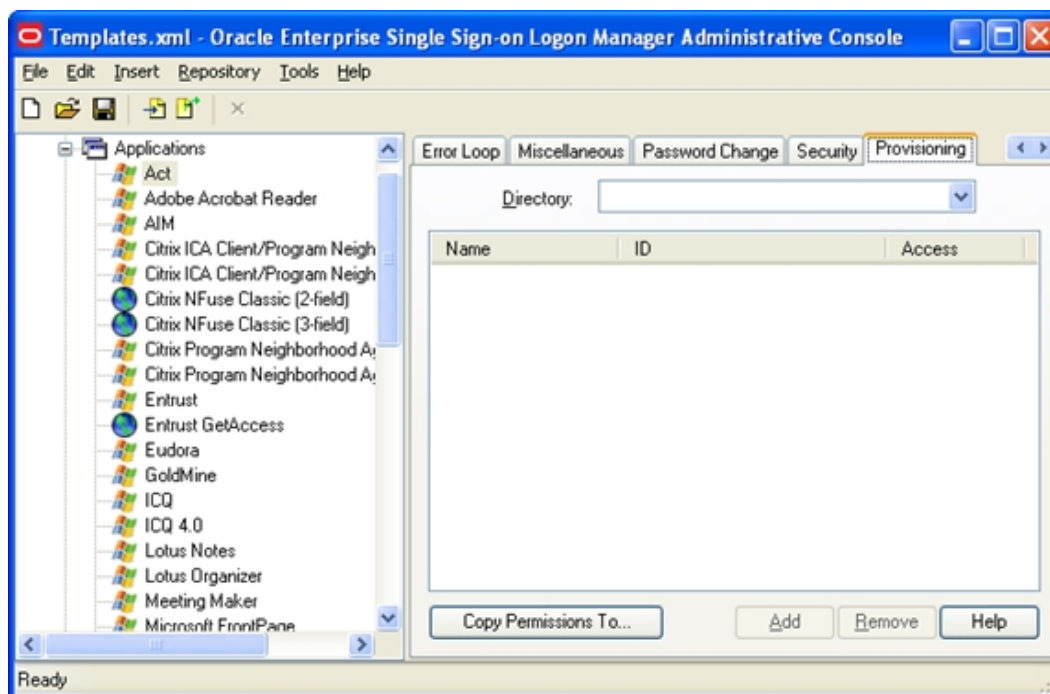 Templates.xml - Oracle Enterprise Single Sign-on Logon Manager Administrative Console
File Edit Insert Repository Tools Help
Applications
Act
Adobe Acrobat Reader
AIM
Citrix ICA Client/Program Neigh
Citrix ICA Client/Program Neigh
Citrix NFuse Classic (2-field)
Citrix NFuse Classic (3-field)
Citrix Program Neighborhood Ag
Citrix Program Neighborhood Ag
Entrust
Entrust GetAccess
Eudora
GoldMine
ICQ
ICQ 4.0
Lotus Notes
Lotus Organizer
Meeting Maker
Microsoft FrontPage
Error Loop Miscellaneous Password Change Security Provisioning
Directory:
Name ID Access
Copy Permissions To... Add Remove Help
Ready